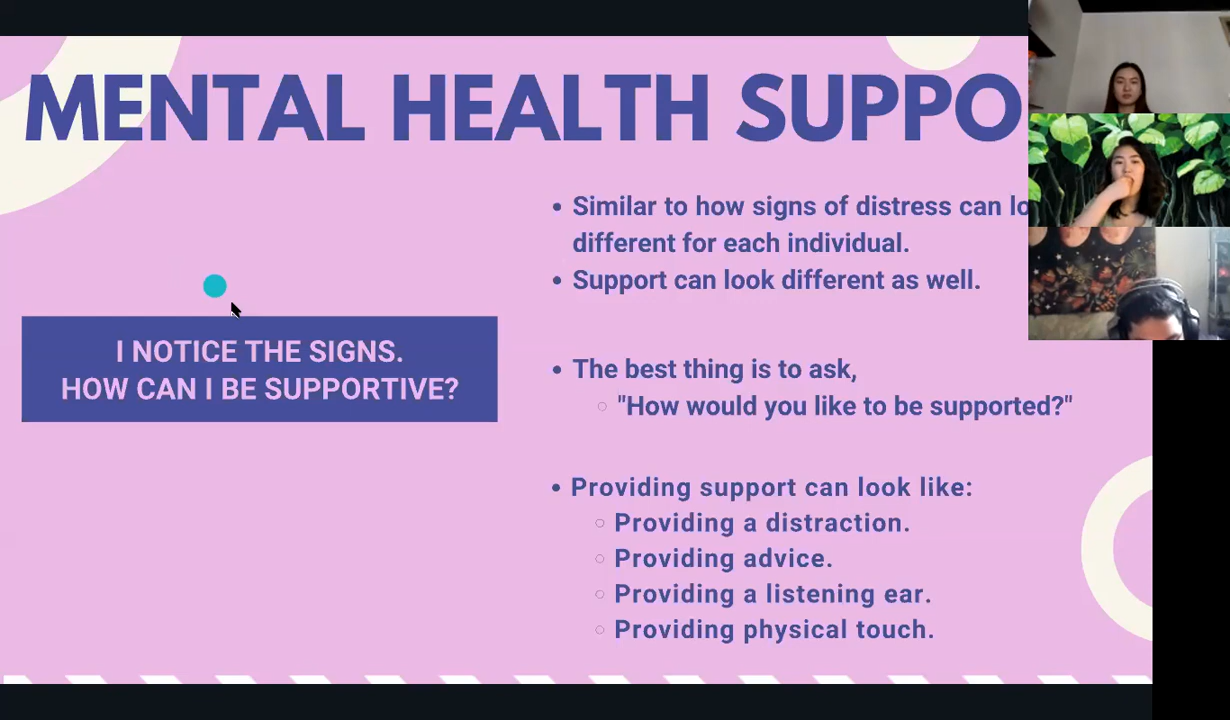 MENTAL HEALTH SUPPO
Similar to how signs of distress can lo
different for each individual.
Support can look different as well.
I NOTICE THE SIGNS.
HOW CAN I BE SUPPORTIVE?
The best thing is to ask,
"How would you like to be supported?"
Providing support can look like:
Providing a distraction.
Providing advice.
Providing a listening ear.
Providing physical touch.